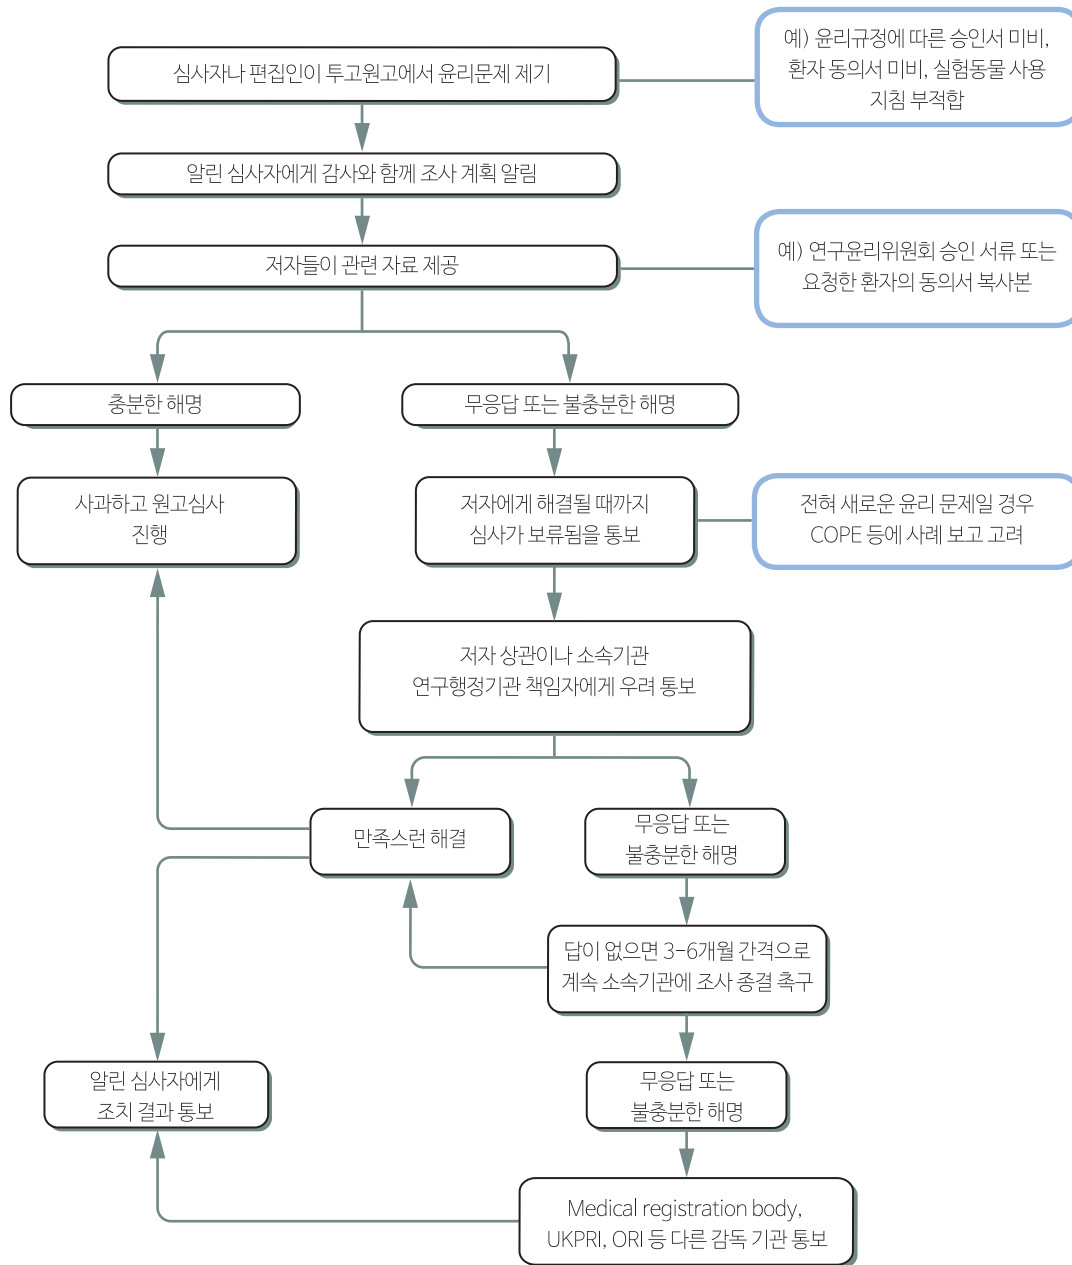 심사자나 편집인이 투고원고에서 윤리문제 제기
예) 윤리규정에 따른 승인서 미비,
환자 동의서 미비, 실험동물 사용
지침 부적합
알린 심사자에게 감사와 함께 조사 계획 알림
저자들이 관련 자료 제공
예) 연구윤리위원회 승인 서류 또는
요청한 환자의 동의서 복사본
충분한 해명
무응답 또는 불충분한 해명
사과하고 원고심사
진행
저자에게 해결될 때까지
심사가 보류됨을 통보
전혀 새로운 윤리 문제일 경우
COPE 등에 사례 보고 고려
저자 상관이나 소속기관
연구행정기관 책임자에게 우려 통보
만족스런 해결
무응답 또는
불충분한 해명
답이 없으면 3-6개월 간격으로
계속 소속기관에 조사 종결 촉구
알린 심사자에게
조치 결과 통보
무응답 또는
불충분한 해명
Medical registration body,
UKPRI, ORI 등 다른 감독 기관 통보